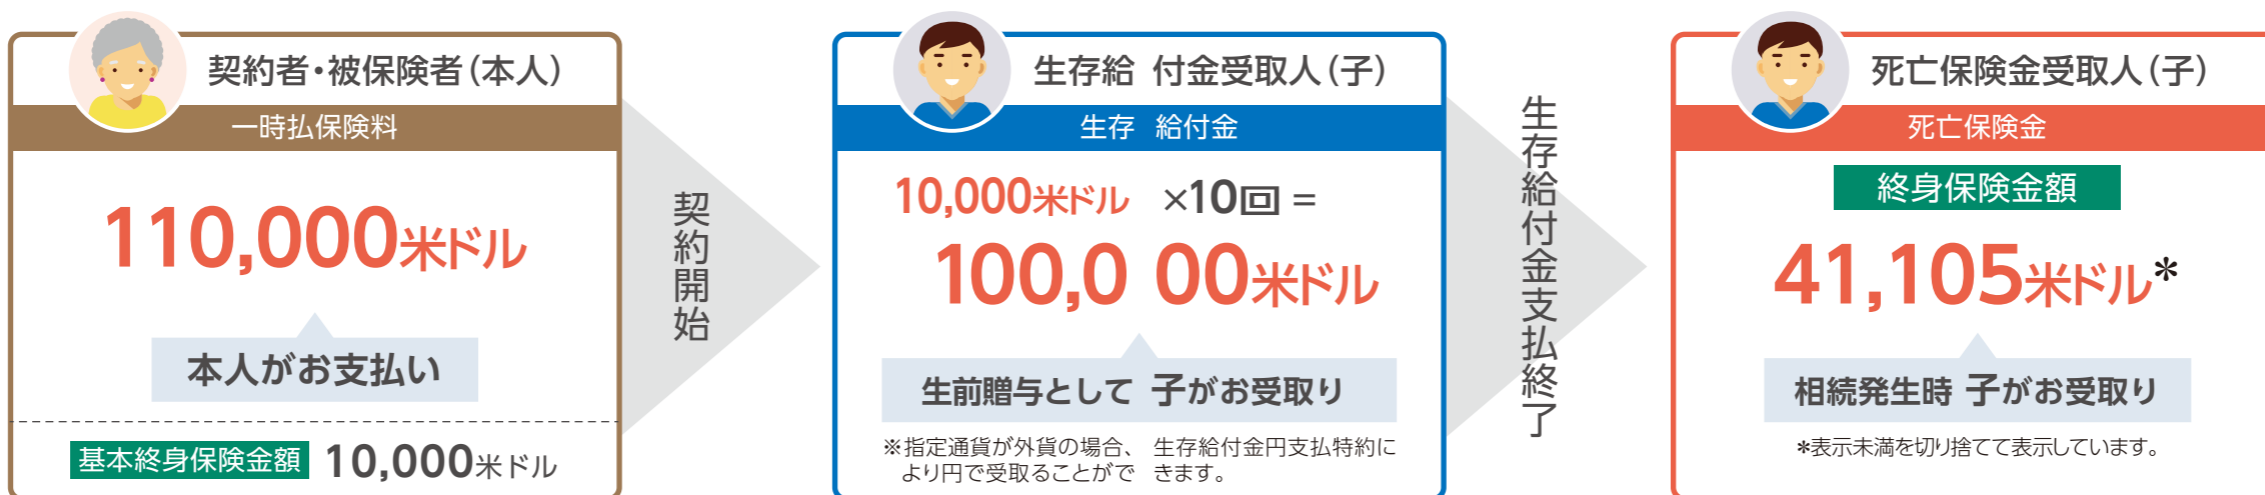 契約者・被保険者（本人）
一時払保険料
110,000米ドル
本人がお支払い
基本終身保険金額 10,000米ドル
契約開始
生存給 付金受取人（子）
生存 給付金
10,000米ドル ×10回 =
100,0 00米ドル
生前贈与として 子がお受取り
※指定通貨が外貨の場合、 生存給付金円支払特約に
より円で受取ることがで きます。
生存給付金支払終了
死亡保険金受取人（子）
死亡保険金
終身保険金額
41,105米ドル*
相続発生時 子がお受取り
*表示未満を切り捨てて表示しています。